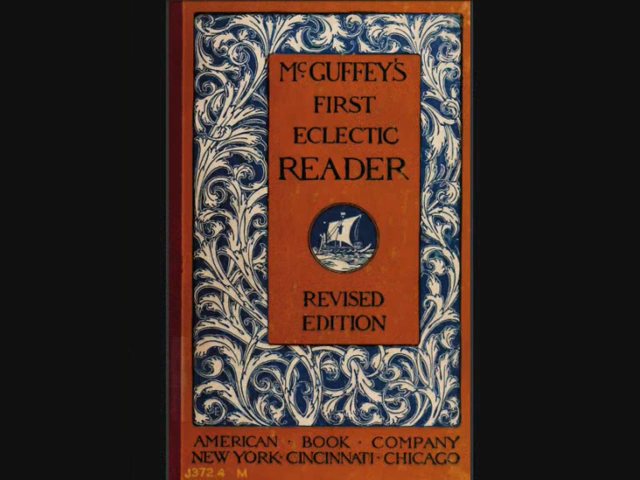 McGUFFEY'S
FIRST
ECLECTIC
READER
REVISED
EDITION
AMERICAN · BOOK · COMPANY
NEW YORK · CINCINNATI · CHICAGO
J372.4 M